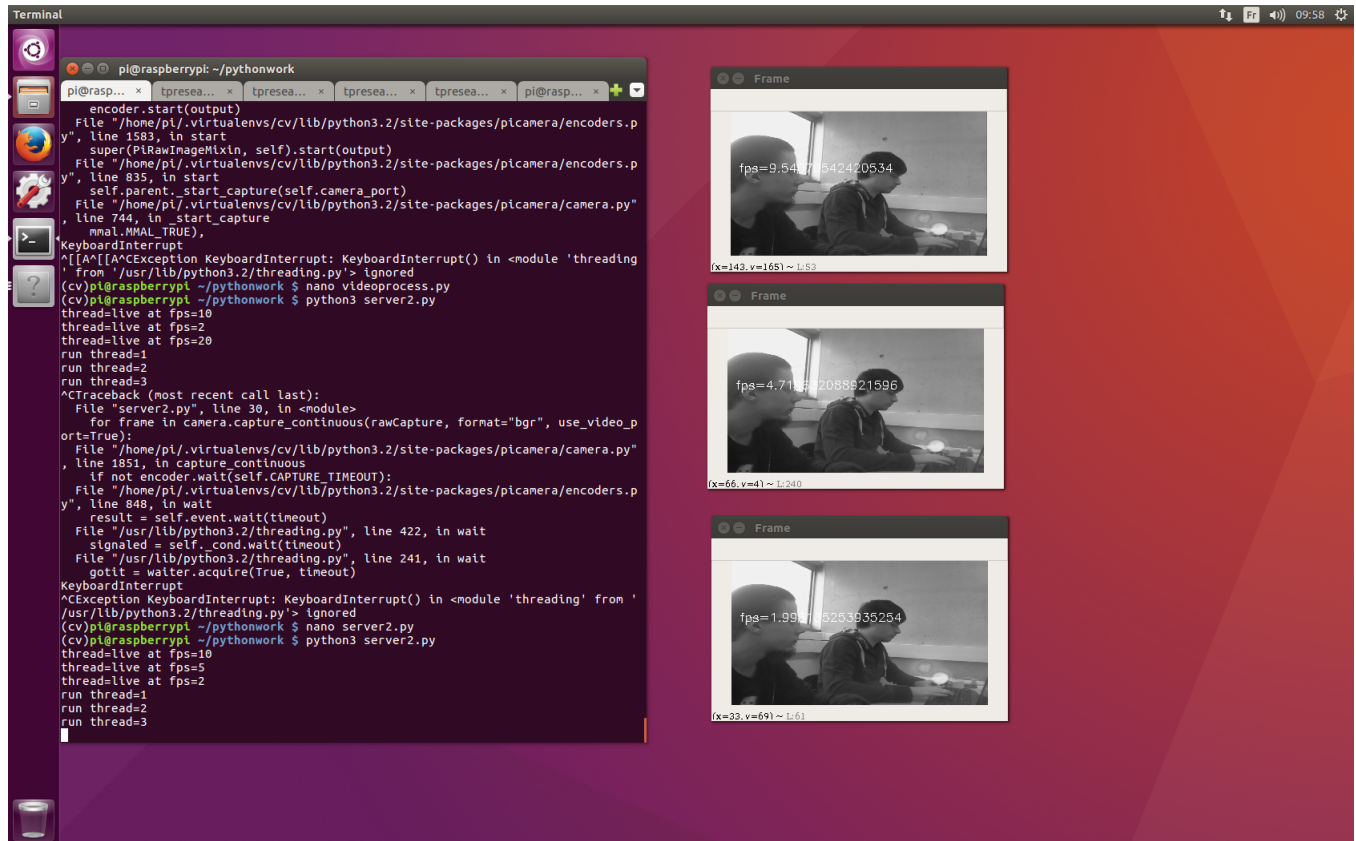 Terminal
Fr
09:58
pi@raspberrypi: ~/pythonwork
pi@rasp... × tpresea... × tpresea... × tpresea... × tpresea... × pi@rasp... ×
encoder.start(output)
File "/home/pi/.virtualenvs/cv/lib/python3.2/site-packages/picamera/encoders.p
y", line 1583, in start
super(PiRawImageMixin, self).start(output)
File "/home/pi/.virtualenvs/cv/lib/python3.2/site-packages/picamera/encoders.p
y", line 835, in start
self.parent._start_capture(self.camera_port)
File "/home/pi/.virtualenvs/cv/lib/python3.2/site-packages/picamera/camera.py"
, line 744, in _start_capture
mmal.MMAL_TRUE),
KeyboardInterrupt
^[[A^[[A^CException KeyboardInterrupt: KeyboardInterrupt() in <module 'threading
' from '/usr/lib/python3.2/threading.py'> ignored
(cv)pi@raspberrypi ~/pythonwork $ nano videoprocess.py
(cv)pi@raspberrypi ~/pythonwork $ python3 server2.py
thread=live at fps=10
thread=live at fps=2
thread=live at fps=20
run thread=1
run thread=2
run thread=3
^CTraceback (most recent call last):
File "server2.py", line 30, in <module>
for frame in camera.capture_continuous(rawCapture, format="bgr", use_video_p
ort=True):
File "/home/pi/.virtualenvs/cv/lib/python3.2/site-packages/picamera/camera.py"
, line 1851, in capture_continuous
if not encoder.wait(self.CAPTURE_TIMEOUT):
File "/home/pi/.virtualenvs/cv/lib/python3.2/site-packages/picamera/encoders.p
y", line 848, in wait
result = self.event.wait(timeout)
File "/usr/lib/python3.2/threading.py", line 422, in wait
signaled = self._cond.wait(timeout)
File "/usr/lib/python3.2/threading.py", line 241, in wait
gotit = waiter.acquire(True, timeout)
KeyboardInterrupt
^CException KeyboardInterrupt: KeyboardInterrupt() in <module 'threading' from '
/usr/lib/python3.2/threading.py'> ignored
(cv)pi@raspberrypi ~/pythonwork $ nano server2.py
(cv)pi@raspberrypi ~/pythonwork $ python3 server2.py
thread=live at fps=10
thread=live at fps=5
thread=live at fps=2
run thread=1
run thread=2
run thread=3
Frame
(x=143, y=165) ~ L:53
Frame
(x=66, y=4) ~ L:240
Frame
(x=33, y=69) ~ L:61